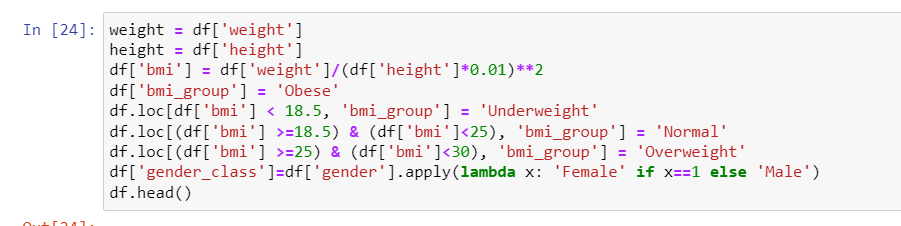 In [24]: weight = df['weight']
height = df['height']
df['bmi'] = df['weight']/(df['height']*0.01)**2
df['bmi_group'] = 'Obese'
df.loc[df['bmi'] < 18.5, 'bmi_group'] = 'Underweight'
df.loc[(df['bmi'] >=18.5) & (df['bmi']<25), 'bmi_group'] = 'Normal'
df.loc[(df['bmi'] >=25) & (df['bmi']<30), 'bmi_group'] = 'Overweight'
df['gender_class']=df['gender'].apply(lambda x: 'Female' if x==1 else 'Male')
df.head()
Out[24]: